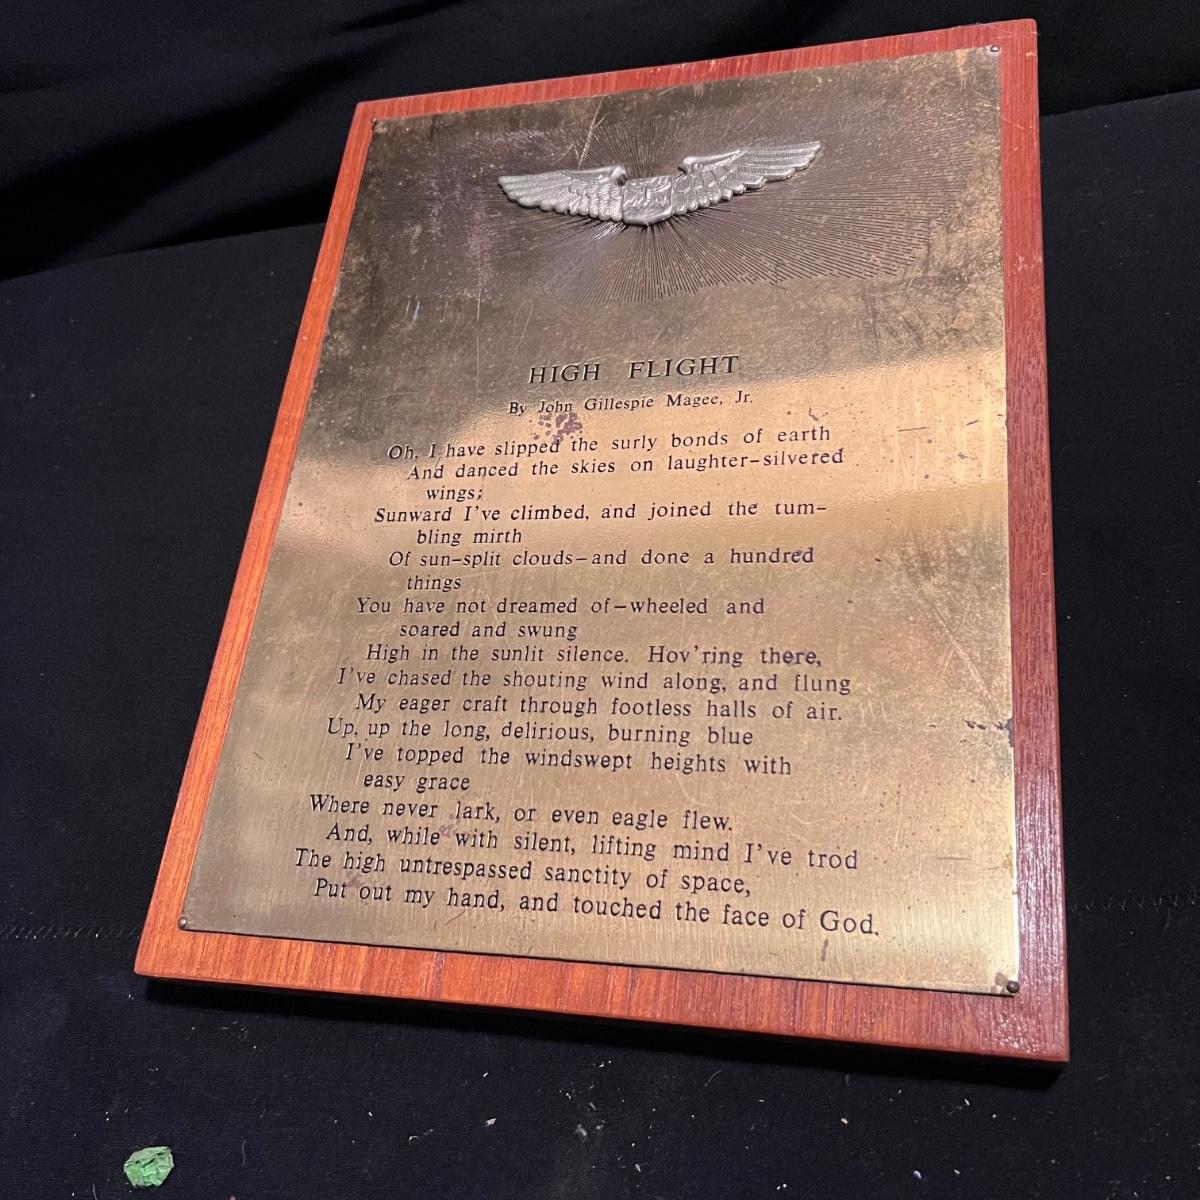 HIGH FLIGHT
By John Gillespie Magee, Jr.
Oh, I have slipped the surly bonds of earth
And danced the skies on laughter-silvered
wings;
Sunward I've climbed, and joined the tum-
bling mirth
Of sun-split clouds—and done a hundred
things
You have not dreamed of—wheeled and
soared and swung
High in the sunlit silence. Hov'ring there,
I've chased the shouting wind along, and flung
My eager craft through footless halls of air.
Up, up the long, delirious, burning blue
I've topped the windswept heights with
easy grace
Where never lark, or even eagle flew.
And, while with silent, lifting mind I've trod
The high untrespassed sanctity of space,
Put out my hand, and touched the face of God.